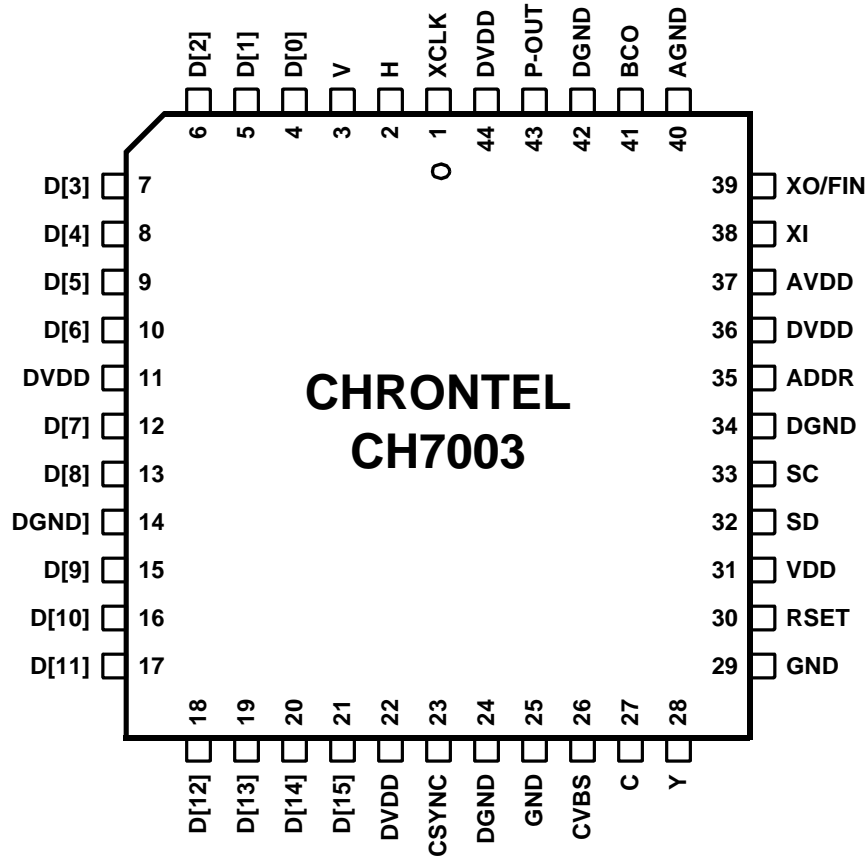 D[2] D[1] D[0] V H XCLK DVDD P-OUT DGND BCO AGND
6 5 4 3 2 1 44 43 42 41 40
D[3] 7 39 XO/FIN
D[4] 8 38 XI
D[5] 9 37 AVDD
D[6] 10 36 DVDD
DVDD 11 35 ADDR
CHRONTEL
D[7] 12 34 DGND
CH7003
D[8] 13 33 SC
DGND] 14 32 SD
D[9] 15 31 VDD
D[10] 16 30 RSET
D[11] 17 29 GND
18 19 20 21 22 23 24 25 26 27 28
D[12] D[13] D[14] D[15] DVDD CSYNC DGND GND CVBS C Y